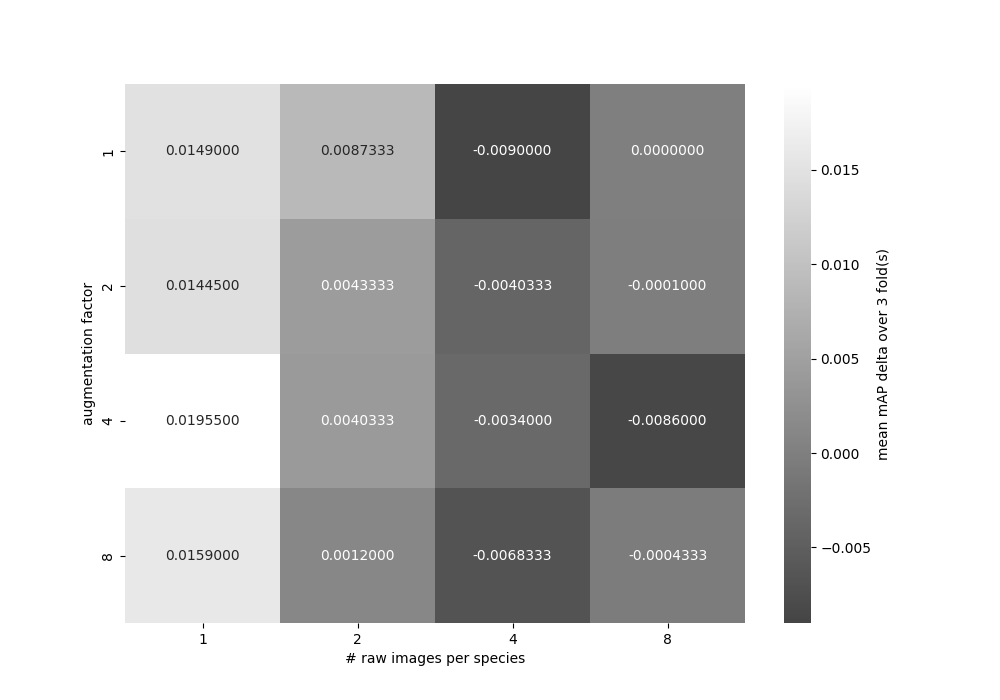 1 0.0149000 0.0087333 -0.0090000 0.0000000
2 0.0144500 0.0043333 -0.0040333 -0.0001000
4 0.0195500 0.0040333 -0.0034000 -0.0086000
8 0.0159000 0.0012000 -0.0068333 -0.0004333
1 2 4 8
# raw images per species
augmentation factor
0.015
0.010
0.005
0.000
−0.005
mean mAP delta over 3 fold(s)